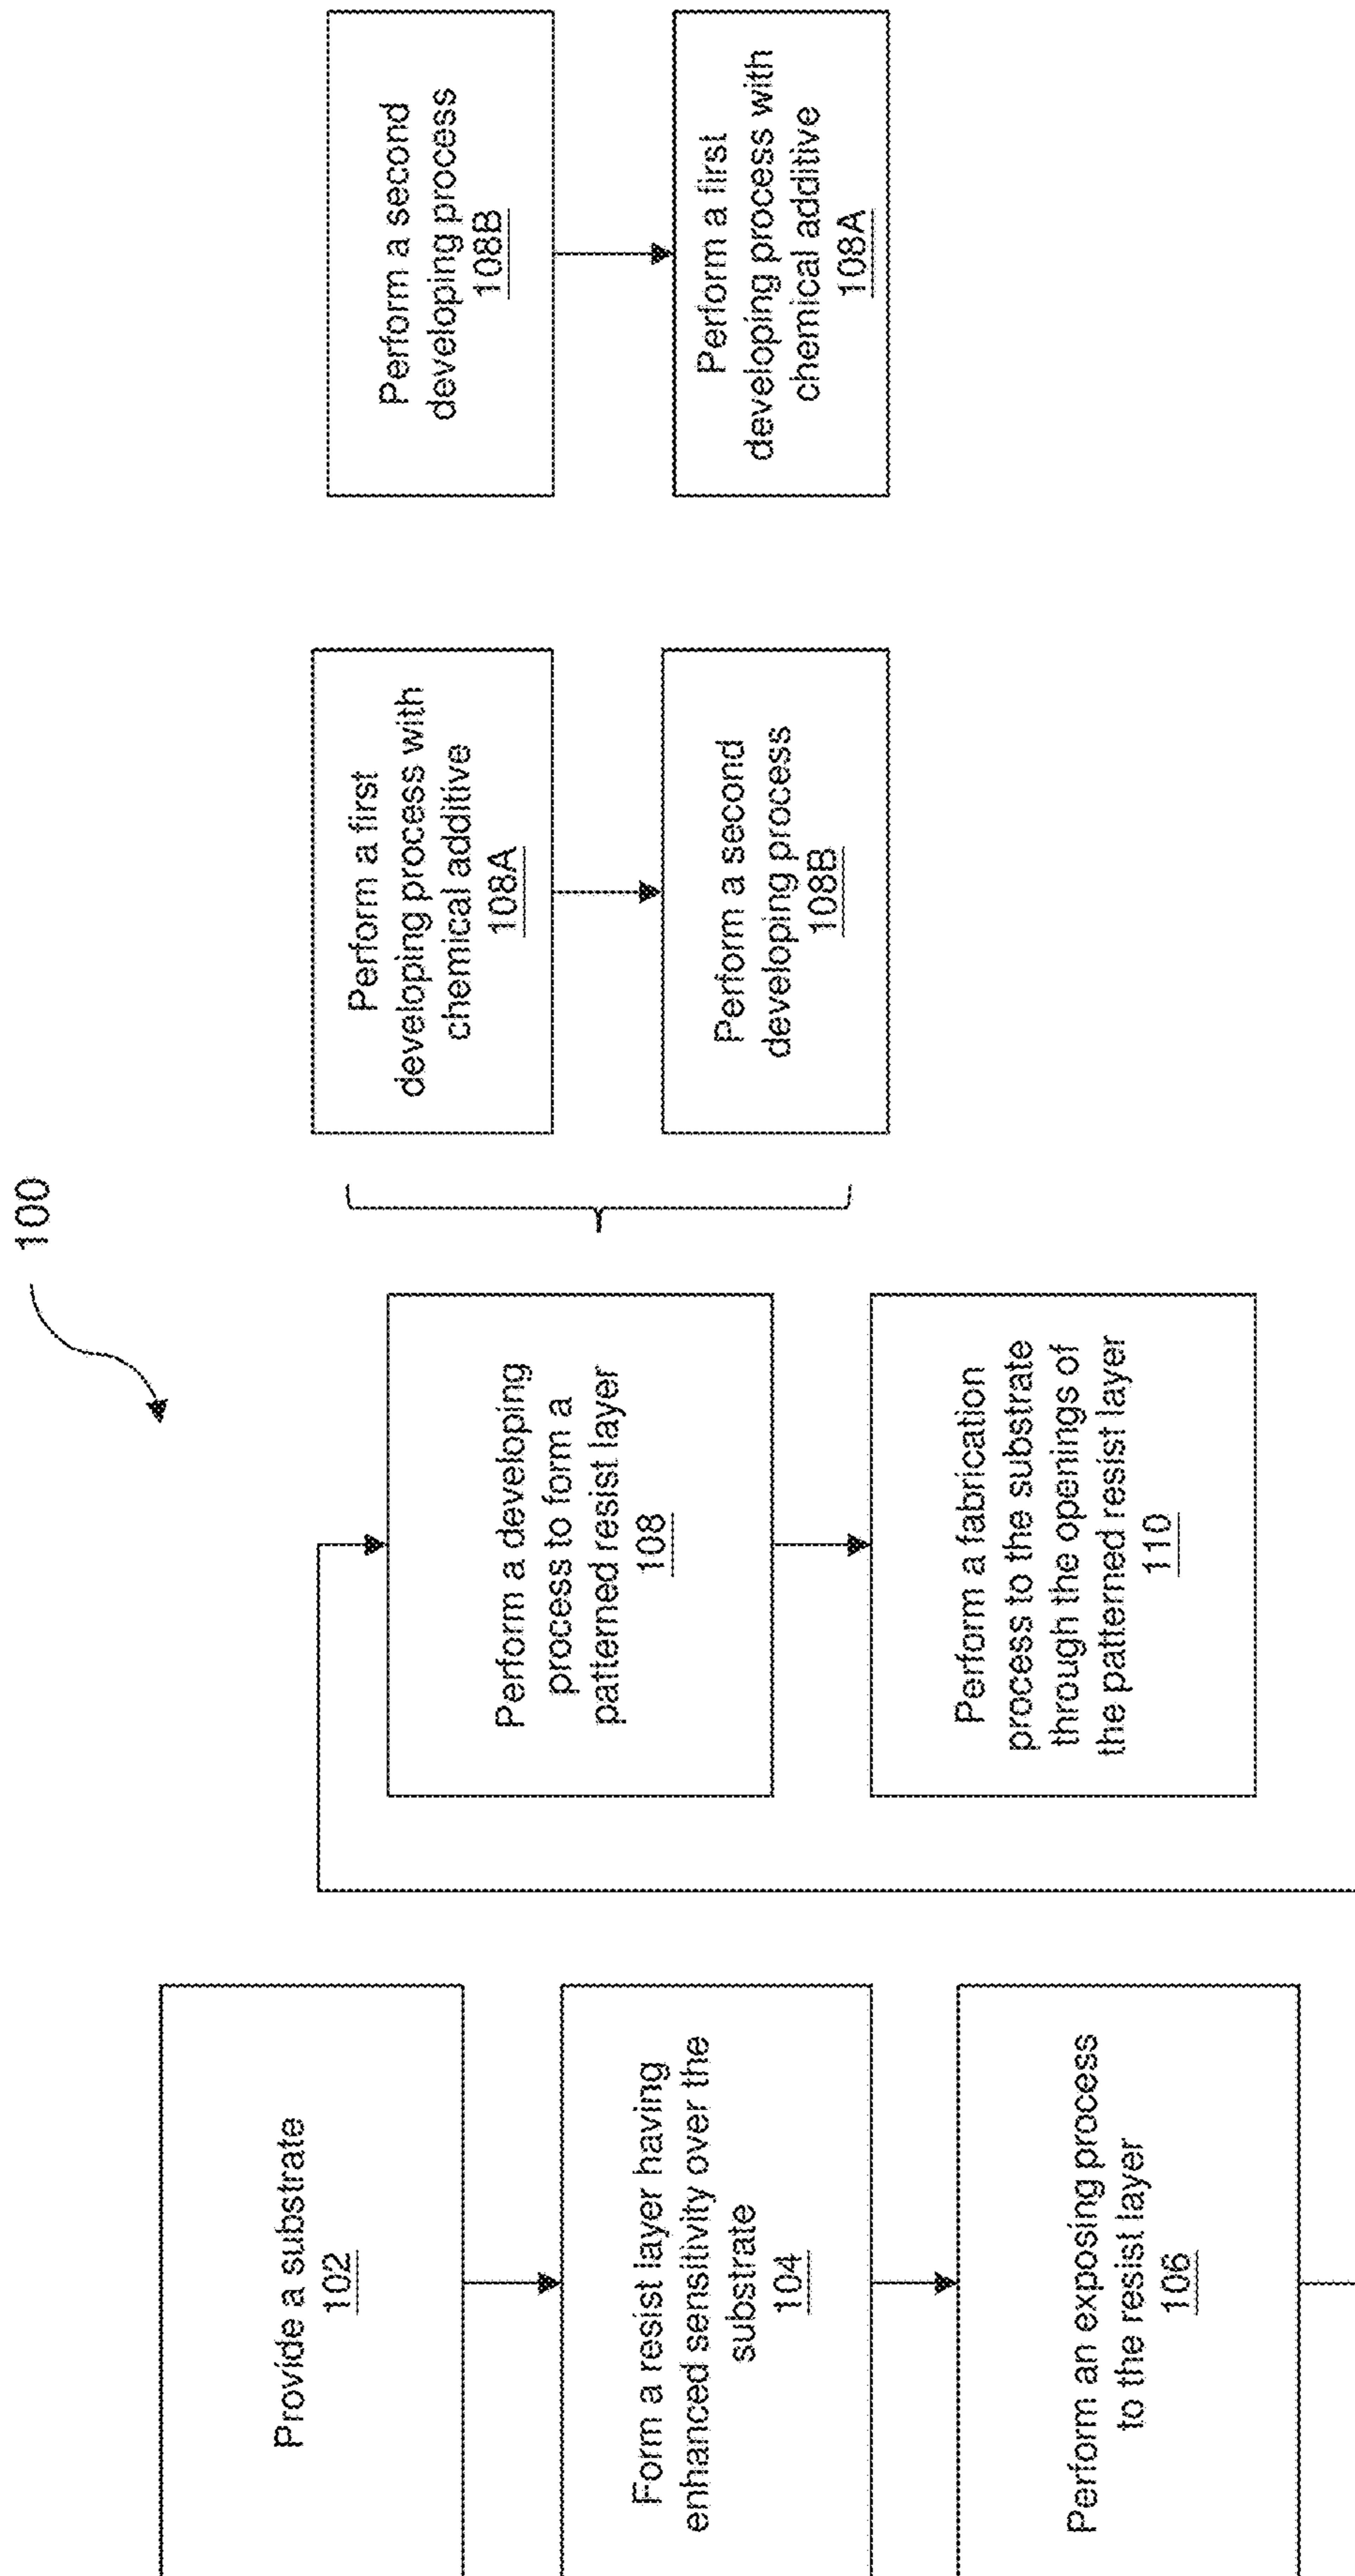 100
Provide a substrate
102
Form a resist layer having
enhanced sensitivity over the
substrate
104
Perform an exposing process
to the resist layer
106
Perform a developing
process to form a
patterned resist layer
108
Perform a fabrication
process to the substrate
through the openings of
the patterned resist layer
110
Perform a first
developing process with
chemical additive
108A
Perform a second
developing process
108B
Perform a second
developing process
108B
Perform a first
developing process with
chemical additive
108A